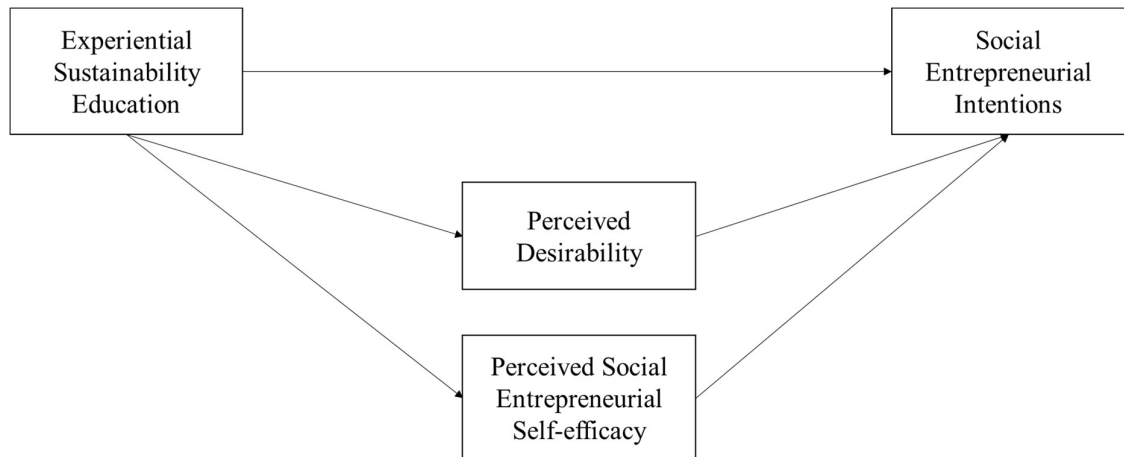 Experiential
Sustainability
Education
Social
Entrepreneurial
Intentions
Perceived
Desirability
Perceived Social
Entrepreneurial
Self-efficacy